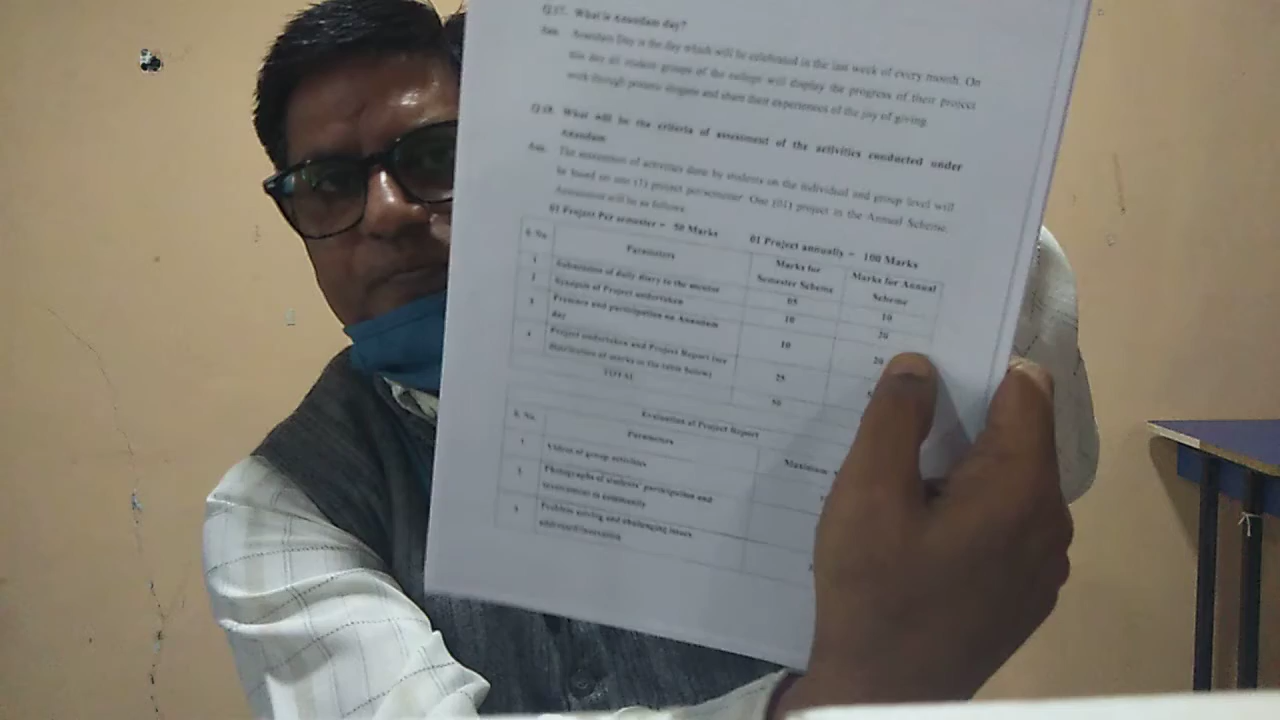 Q.17. What is Anandam day?
Ans. Anandam Day is the day which will be celebrated in the last week of every month. On
this day all student groups of the college will display the progress of their project
work through posters slogans and share their experiences of the joy of giving.
Q.18. What will be the criteria of assessment of the activities conducted under
Anandam
Ans. The assessment of activities done by students on the individual and group level will
be based on one (1) project per semester. One (01) project in the Annual Scheme.
Assessment will be as follows
01 Project Per semester - 50 Marks 01 Project annually - 100 Marks
S. No. Parameters Marks for Semester Scheme Marks for Annual Scheme
1 Submission of daily diary to the mentor 05 10
2 Synopsis of Project undertaken 10 20
3 Presence and participation on Anandam day 10 20
4 Project undertaken and Project Report (see distribution of marks in the table below) 25
TOTAL 50
Evaluation of Project Report
S. No. Parameters Maximum
1 Videos of group activities
2 Photographs of students' participation and involvement in community
3 Problem solving and challenging issues